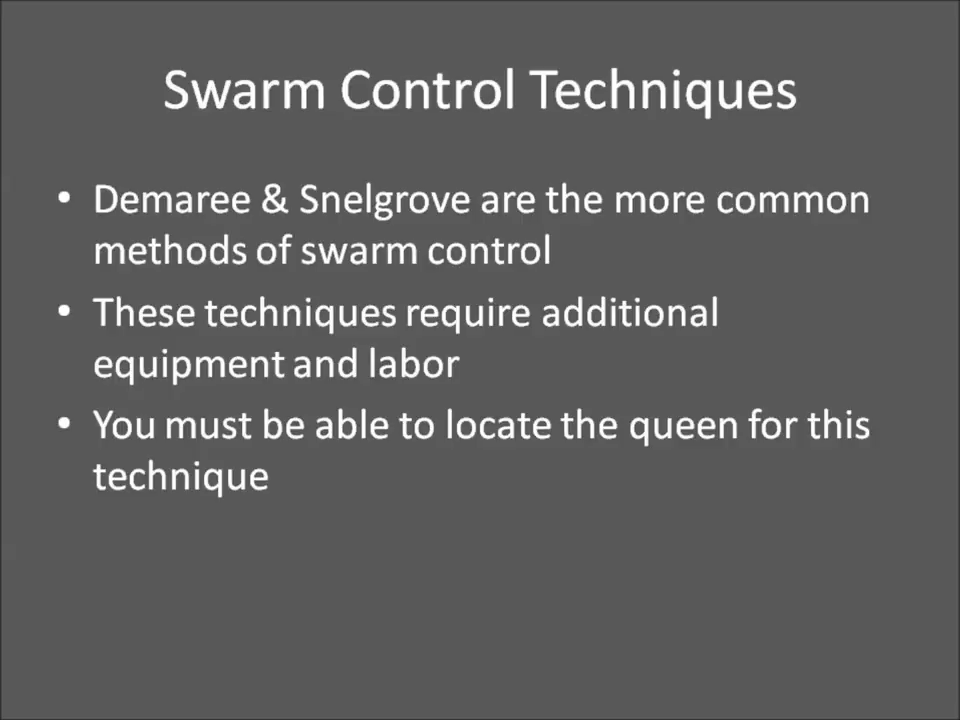 Swarm Control Techniques
• Demaree & Snelgrove are the more common
methods of swarm control
• These techniques require additional
equipment and labor
• You must be able to locate the queen for this
technique